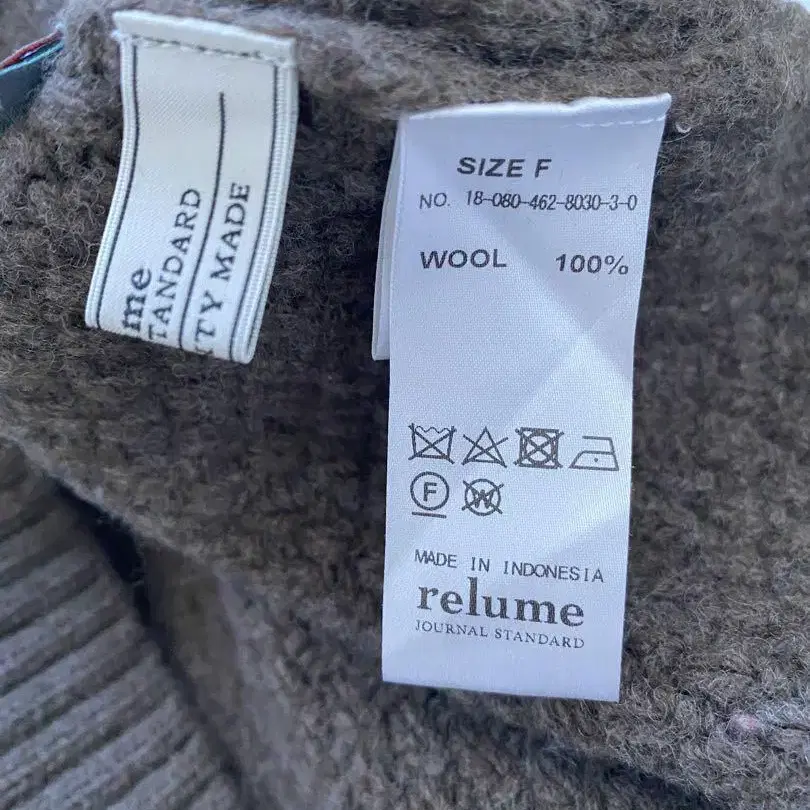 me
TANDARD
ITY MADE
SIZE F
NO. 18-080-462-8030-3-0
WOOL 100%
F
W
MADE IN INDONESIA
relume
JOURNAL STANDARD